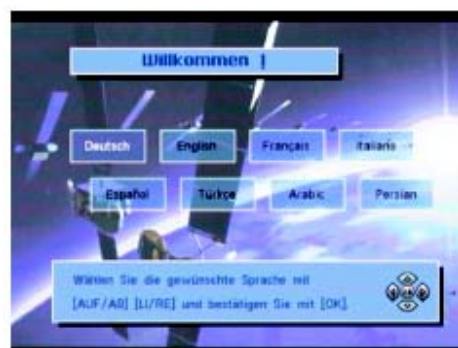 Willkommen !
Deutsch English Français Italiano
Español Türkçe Arabic Persian
Wählen Sie die gewünschte Sprache mit
[AUF/AB] [LI/RE] und bestätigen Sie mit [OK].